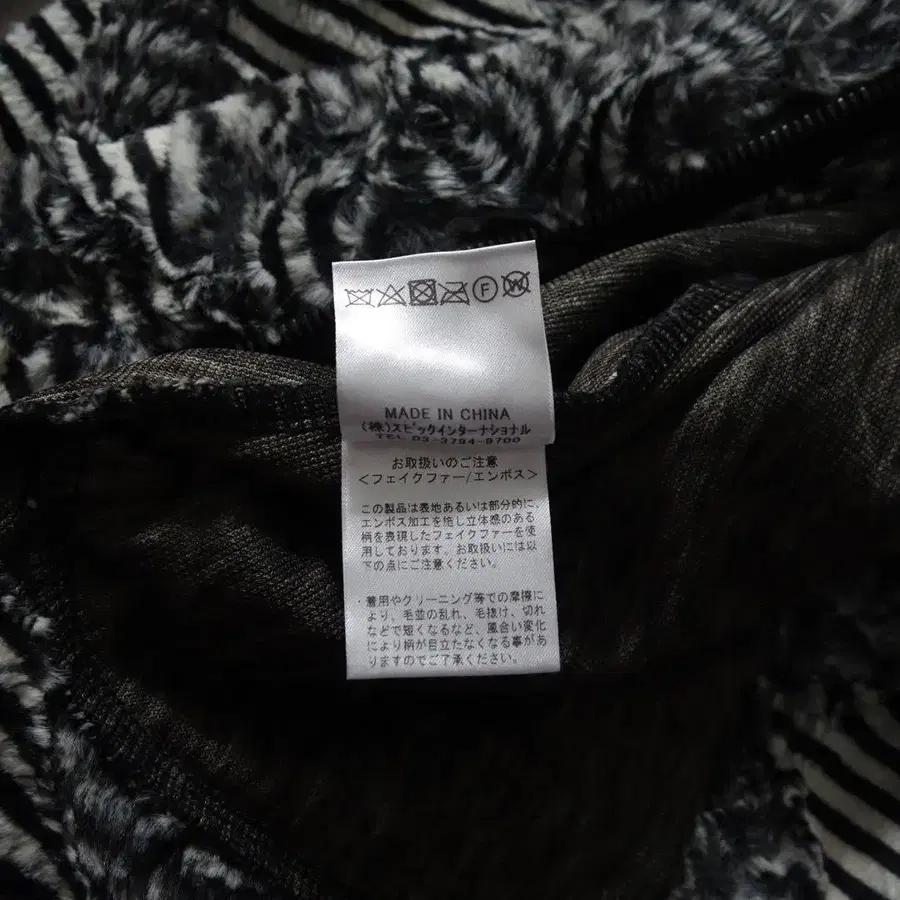 F W
MADE IN CHINA
(株)スピックインターナショナル
TEL 03-3794-9700
お取扱いのご注意
<フェイクファー/エンボス>
この製品は表地あるいは部分的に、
エンボス加工を施し立体感のある
柄を表現したフェイクファーを使
用しております。お取扱いには以
下の点にご注意ください。
・着用やクリーニング等での摩擦に
より、毛並の乱れ、毛抜け、切れ
などで短くなるなど、風合い変化
により柄が目立たなくなる事があ
りますのでご了承ください。